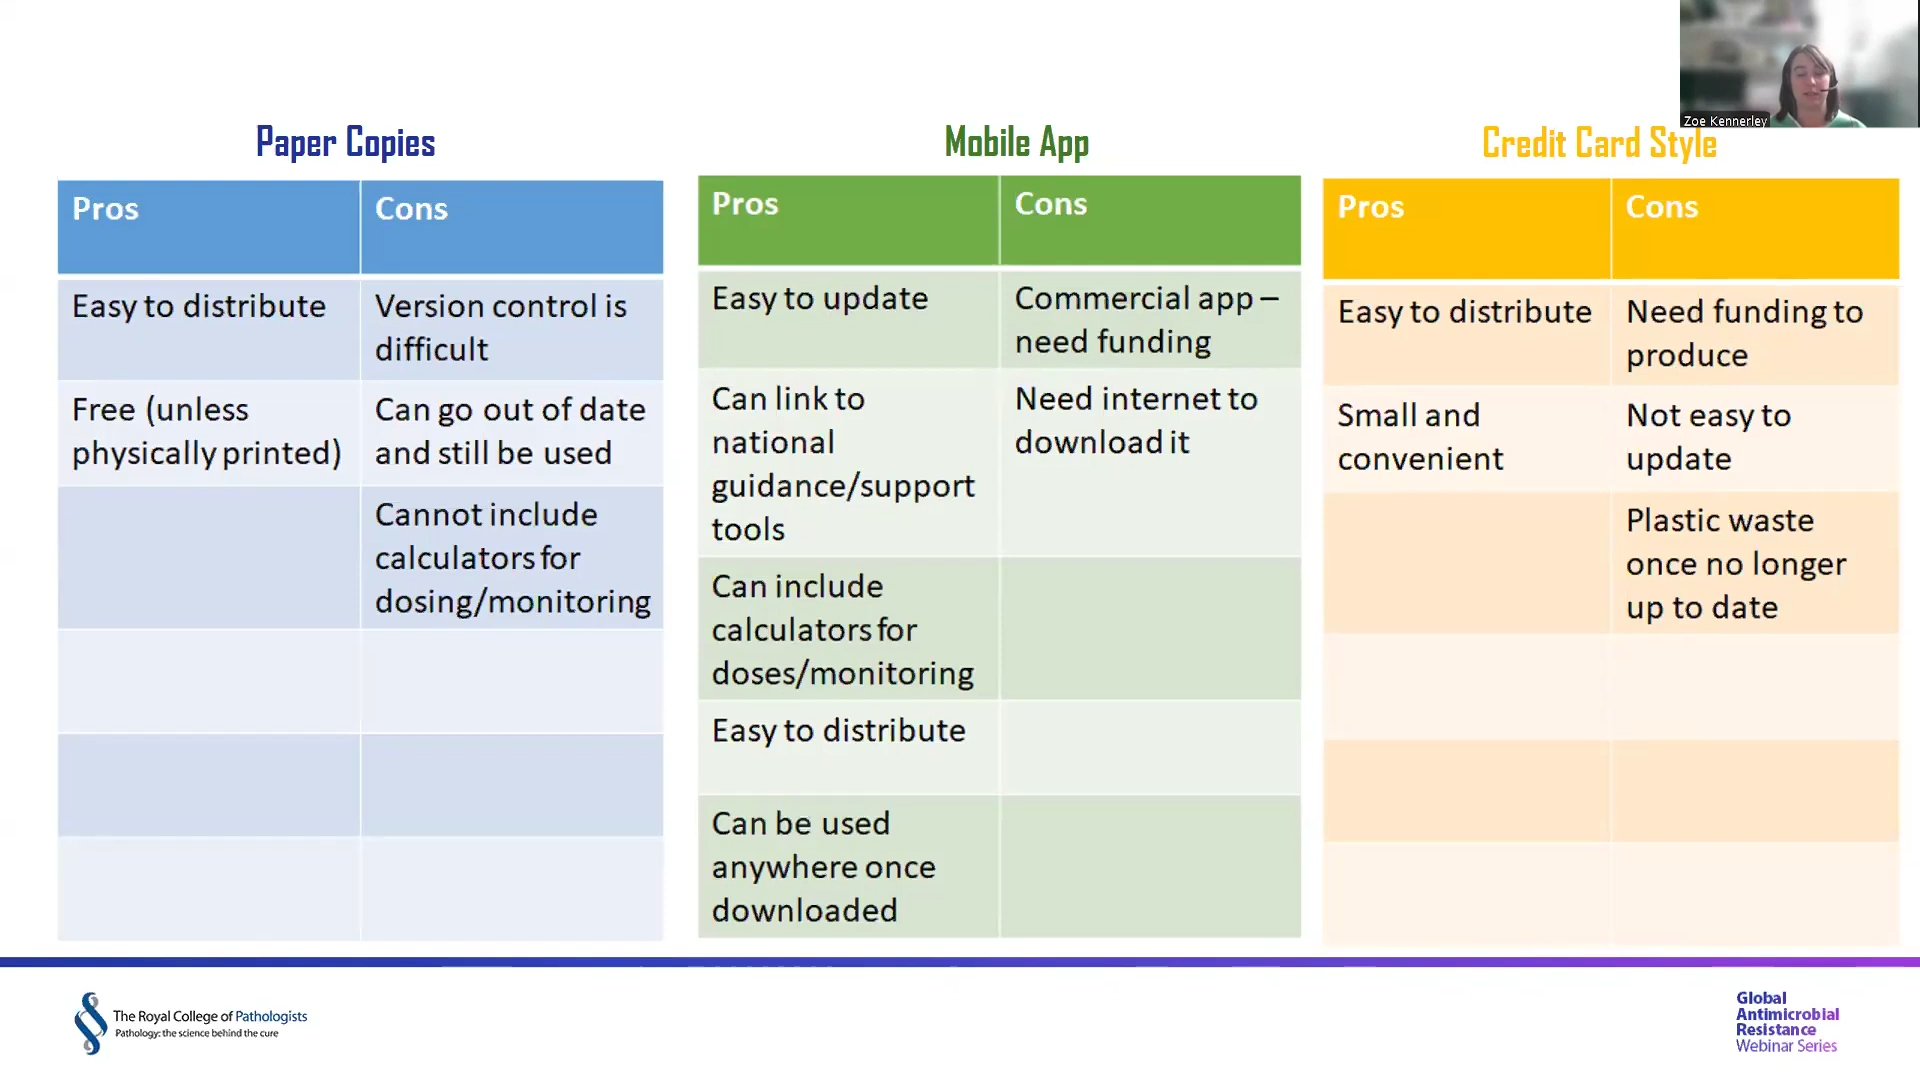 Zoe Kennerley
Paper Copies
Pros
Cons
Easy to distribute
Version control is
difficult
Free (unless
physically printed)
Can go out of date
and still be used
Cannot include
calculators for
dosing/monitoring
Mobile App
Pros
Cons
Easy to update
Commercial app –
need funding
Can link to
national
guidance/support
tools
Need internet to
download it
Can include
calculators for
doses/monitoring
Easy to distribute
Can be used
anywhere once
downloaded
Credit Card Style
Pros
Cons
Easy to distribute
Need funding to
produce
Small and
convenient
Not easy to
update
Plastic waste
once no longer
up to date
The Royal College of Pathologists
Pathology: the science behind the cure
Global
Antimicrobial
Resistance
Webinar Series